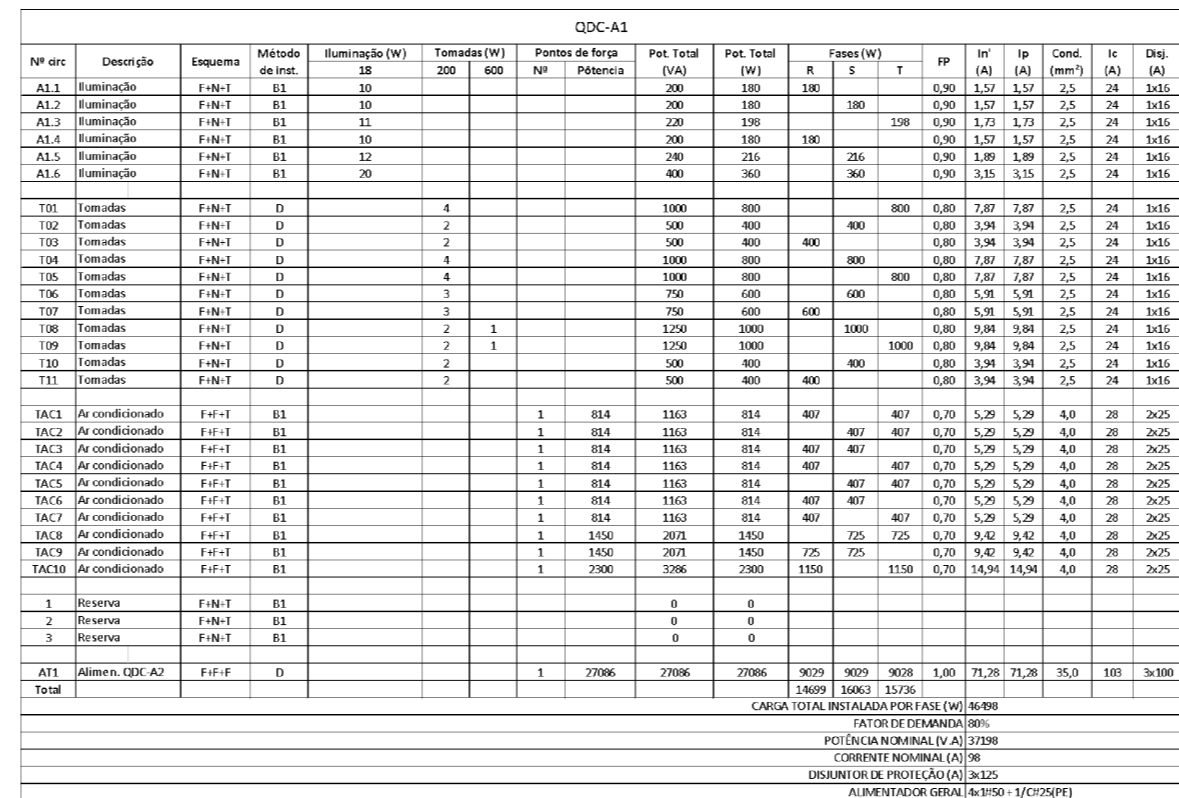 QDC-A1
Nº circ Descrição Esquema Método de inst. Iluminação (W) Tomadas (W) Pontos de força Pot. Total (VA) Pot. Total (W) Fases (W) FP In' (A) Ip (A) Cond. (mm²) Ic (A) Disj. (A)
18 200 600 Nº Pôtencia R S T
A1.1 Iluminação F+N+T B1 10 200 180 180 0,90 1,57 1,57 2,5 24 1x16
A1.2 Iluminação F+N+T B1 10 200 180 180 0,90 1,57 1,57 2,5 24 1x16
A1.3 Iluminação F+N+T B1 11 220 198 198 0,90 1,73 1,73 2,5 24 1x16
A1.4 Iluminação F+N+T B1 10 200 180 180 0,90 1,57 1,57 2,5 24 1x16
A1.5 Iluminação F+N+T B1 12 240 216 216 0,90 1,89 1,89 2,5 24 1x16
A1.6 Iluminação F+N+T B1 20 400 360 360 0,90 3,15 3,15 2,5 24 1x16
T01 Tomadas F+N+T D 4 1000 800 800 0,80 7,87 7,87 2,5 24 1x16
T02 Tomadas F+N+T D 2 500 400 400 0,80 3,94 3,94 2,5 24 1x16
T03 Tomadas F+N+T D 2 500 400 400 0,80 3,94 3,94 2,5 24 1x16
T04 Tomadas F+N+T D 4 1000 800 800 0,80 7,87 7,87 2,5 24 1x16
T05 Tomadas F+N+T D 4 1000 800 800 0,80 7,87 7,87 2,5 24 1x16
T06 Tomadas F+N+T D 3 750 600 600 0,80 5,91 5,91 2,5 24 1x16
T07 Tomadas F+N+T D 3 750 600 600 0,80 5,91 5,91 2,5 24 1x16
T08 Tomadas F+N+T D 2 1 1250 1000 1000 0,80 9,84 9,84 2,5 24 1x16
T09 Tomadas F+N+T D 2 1 1250 1000 1000 0,80 9,84 9,84 2,5 24 1x16
T10 Tomadas F+N+T D 2 500 400 400 0,80 3,94 3,94 2,5 24 1x16
T11 Tomadas F+N+T D 2 500 400 400 0,80 3,94 3,94 2,5 24 1x16
TAC1 Ar condicionado F+F+T B1 1 814 1163 814 407 407 0,70 5,29 5,29 4,0 28 2x25
TAC2 Ar condicionado F+F+T B1 1 814 1163 814 407 407 0,70 5,29 5,29 4,0 28 2x25
TAC3 Ar condicionado F+F+T B1 1 814 1163 814 407 407 0,70 5,29 5,29 4,0 28 2x25
TAC4 Ar condicionado F+F+T B1 1 814 1163 814 407 407 0,70 5,29 5,29 4,0 28 2x25
TAC5 Ar condicionado F+F+T B1 1 814 1163 814 407 407 0,70 5,29 5,29 4,0 28 2x25
TAC6 Ar condicionado F+F+T B1 1 814 1163 814 407 407 0,70 5,29 5,29 4,0 28 2x25
TAC7 Ar condicionado F+F+T B1 1 814 1163 814 407 407 0,70 5,29 5,29 4,0 28 2x25
TAC8 Ar condicionado F+F+T B1 1 1450 2071 1450 725 725 0,70 9,42 9,42 4,0 28 2x25
TAC9 Ar condicionado F+F+T B1 1 1450 2071 1450 725 725 0,70 9,42 9,42 4,0 28 2x25
TAC10 Ar condicionado F+F+T B1 1 2300 3286 2300 1150 1150 0,70 14,94 14,94 4,0 28 2x25
1 Reserva F+N+T B1 0 0
2 Reserva F+N+T B1 0 0
3 Reserva F+N+T B1 0 0
AT1 Alimen. QDC-A2 F+F+F D 1 27086 27086 27086 9029 9029 9028 1,00 71,28 71,28 35,0 103 3x100
Total 14699 16063 15736
CARGA TOTAL INSTALADA POR FASE (W) 46498
FATOR DE DEMANDA 80%
POTÊNCIA NOMINAL (V.A) 37198
CORRENTE NOMINAL (A) 98
DISJUNTOR DE PROTEÇÃO (A) 3x125
ALIMENTADOR GERAL 4x1#50 + 1/C#25(PE)